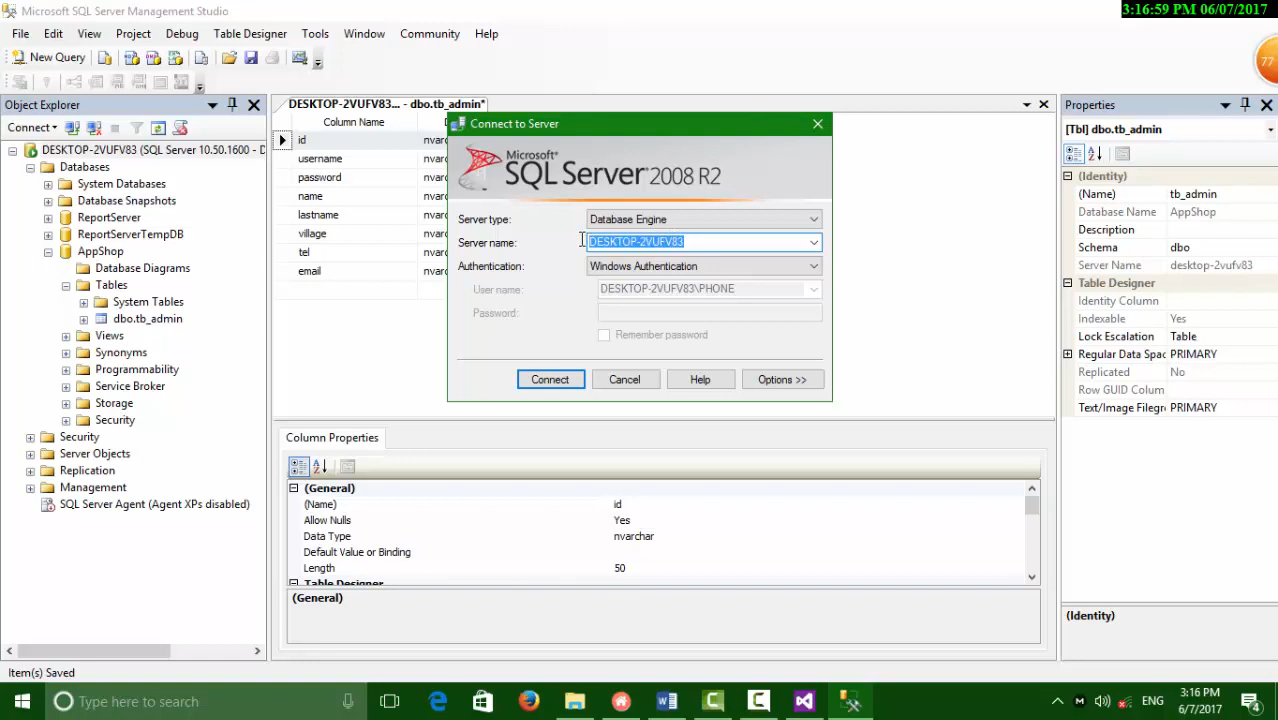 Microsoft SQL Server Management Studio
3:16:59 PM 06/07/2017
File Edit View Project Debug Table Designer Tools Window Community Help
New Query
77
Object Explorer
Connect
DESKTOP-2VUFV83 (SQL Server 10.50.1600 - D
Databases
System Databases
Database Snapshots
ReportServer
ReportServerTempDB
AppShop
Database Diagrams
Tables
System Tables
dbo.tb_admin
Views
Synonyms
Programmability
Service Broker
Storage
Security
Security
Server Objects
Replication
Management
SQL Server Agent (Agent XPs disabled)
DESKTOP-2VUFV83... - dbo.tb_admin*
Column Name
id
username
password
name
lastname
village
tel
email
Connect to Server
Microsoft
SQL Server 2008 R2
Server type: Database Engine
Server name: DESKTOP-2VUFV83
Authentication: Windows Authentication
User name: DESKTOP-2VUFV83\PHONE
Password:
Remember password
Connect Cancel Help Options >>
Column Properties
(General)
(Name) id
Allow Nulls Yes
Data Type nvarchar
Default Value or Binding
Length 50
Table Designer
(General)
Properties
[Tbl] dbo.tb_admin
(Identity)
(Name) tb_admin
Database Name AppShop
Description
Schema dbo
Server Name desktop-2vufv83
Table Designer
Identity Column
Indexable Yes
Lock Escalation Table
Regular Data Spac PRIMARY
Replicated No
Row GUID Colum
Text/Image Filegr PRIMARY
(Identity)
Item(s) Saved
Type here to search
ENG
3:16 PM
6/7/2017
4